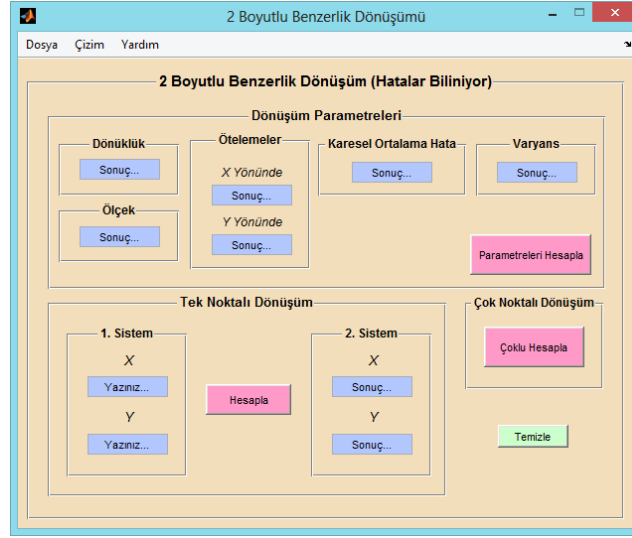 2 Boyutlu Benzerlik Dönüşümü
Dosya Çizim Yardım
2 Boyutlu Benzerlik Dönüşüm (Hatalar Biliniyor)
Dönüşüm Parametreleri
Dönüklük
Sonuç...
Ölçek
Sonuç...
Ötelemeler
X Yönünde
Sonuç...
Y Yönünde
Sonuç...
Karesel Ortalama Hata
Sonuç...
Varyans
Sonuç...
Parametreleri Hesapla
Tek Noktalı Dönüşüm
1. Sistem
X
Yazınız...
Y
Yazınız...
Hesapla
2. Sistem
X
Sonuç...
Y
Sonuç...
Çok Noktalı Dönüşüm
Çoklu Hesapla
Temizle